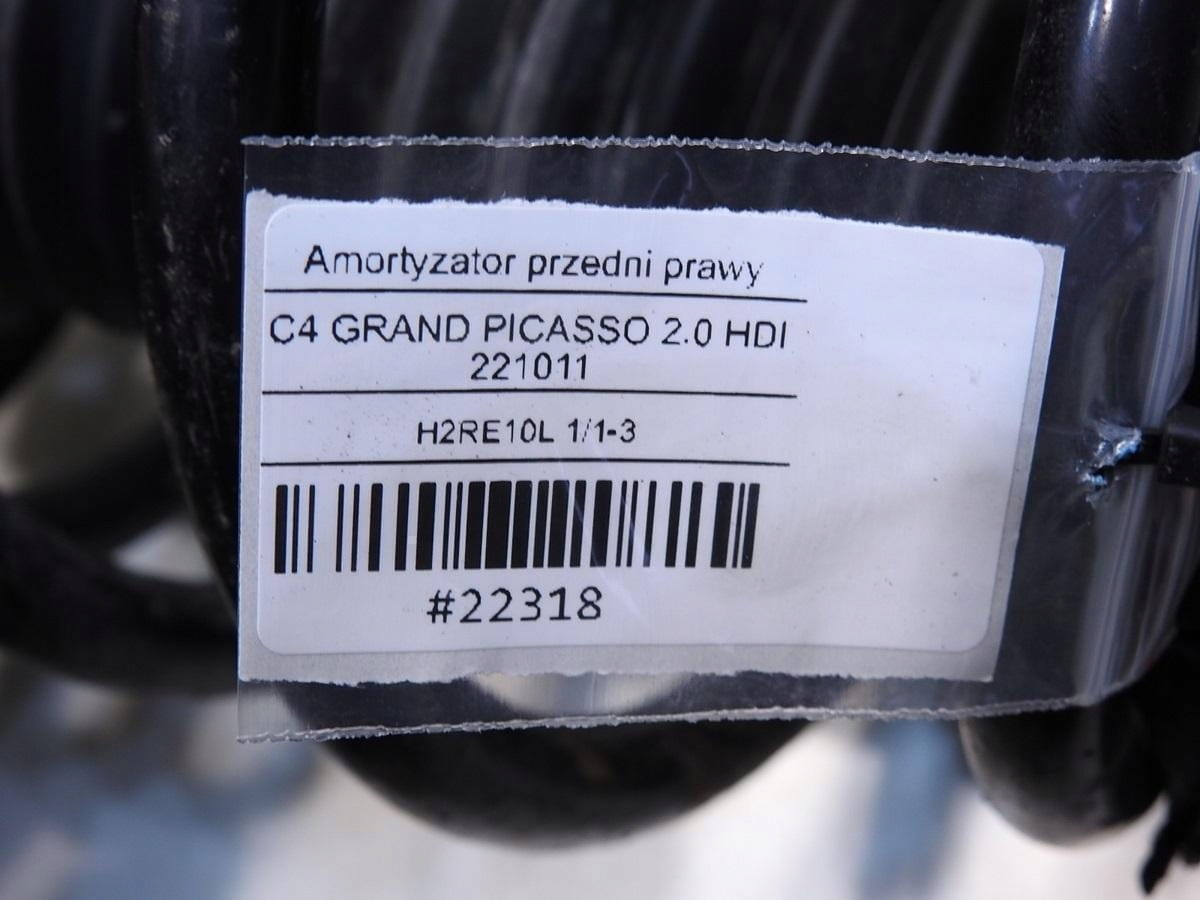 Amortyzator przedni prawy
C4 GRAND PICASSO 2.0 HDI
221011
H2RE10L 1/1-3
#22318